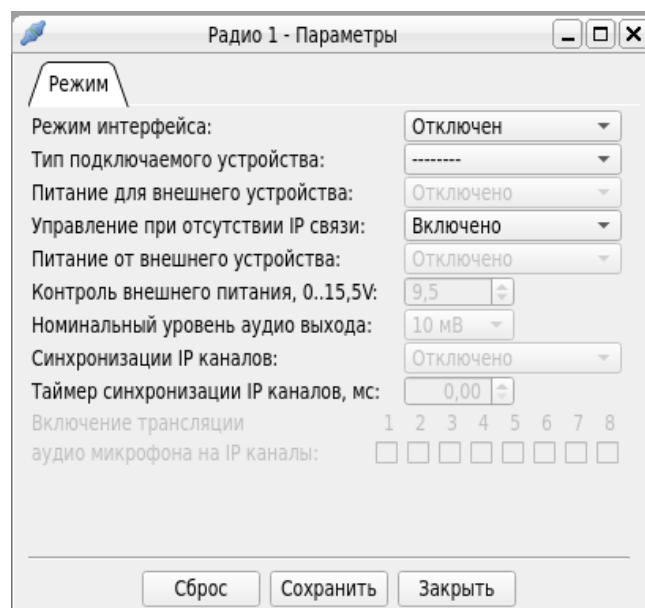 Радио 1 - Параметры
Режим
Режим интерфейса: Отключен
Тип подключаемого устройства: --------
Питание для внешнего устройства: Отключено
Управление при отсутствии IP связи: Включено
Питание от внешнего устройства: Отключено
Контроль внешнего питания, 0..15,5V: 9,5
Номинальный уровень аудио выхода: 10 мВ
Синхронизации IP каналов: Отключено
Таймер синхронизации IP каналов, мс: 0,00
Включение трансляции 1 2 3 4 5 6 7 8
аудио микрофона на IP каналы:
Сброс Сохранить Закрыть